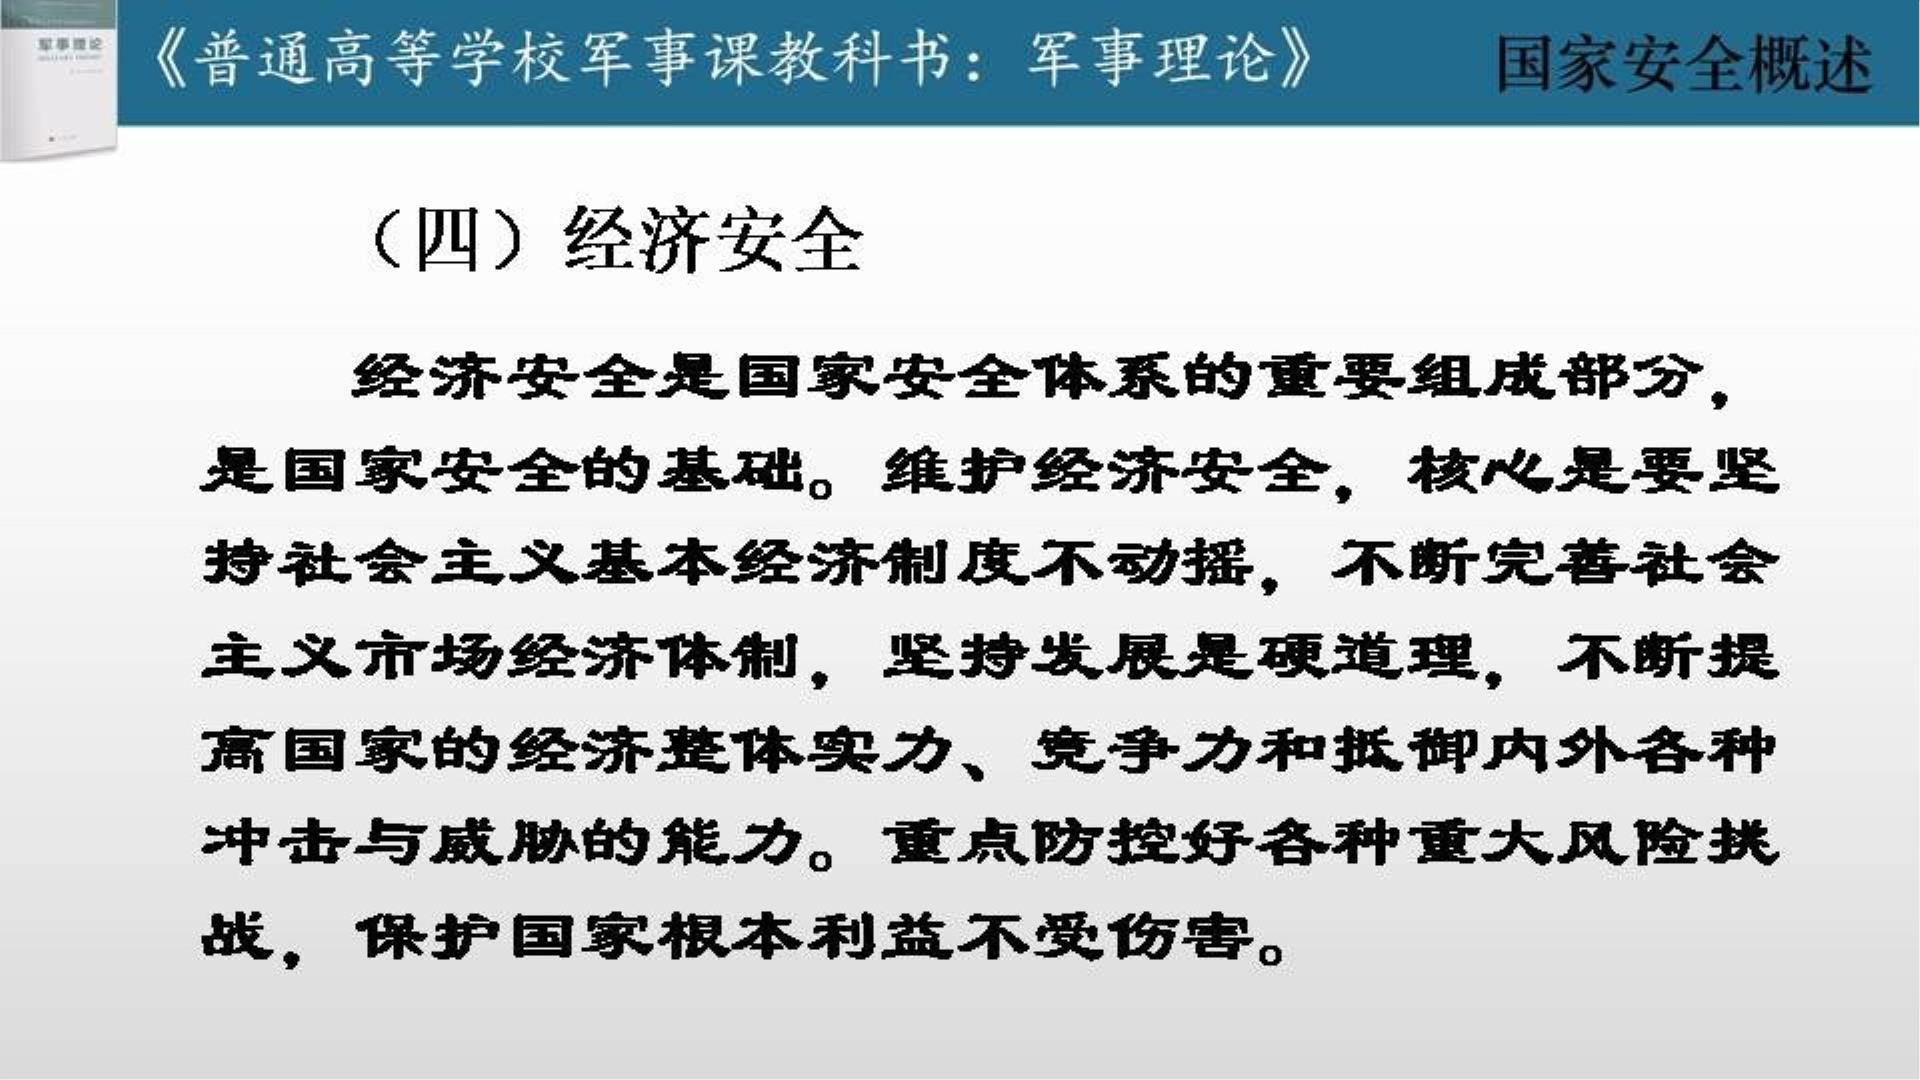 军事理论
《普通高等学校军事课教科书：军事理论》
国家安全概述
（四）经济安全
经济安全是国家安全体系的重要组成部分，
是国家安全的基础。维护经济安全，核心是要坚
持社会主义基本经济制度不动摇，不断完善社会
主义市场经济体制，坚持发展是硬道理，不断提
高国家的经济整体实力、竞争力和抵御内外各种
冲击与威胁的能力。重点防控好各种重大风险挑
战，保护国家根本利益不受伤害。